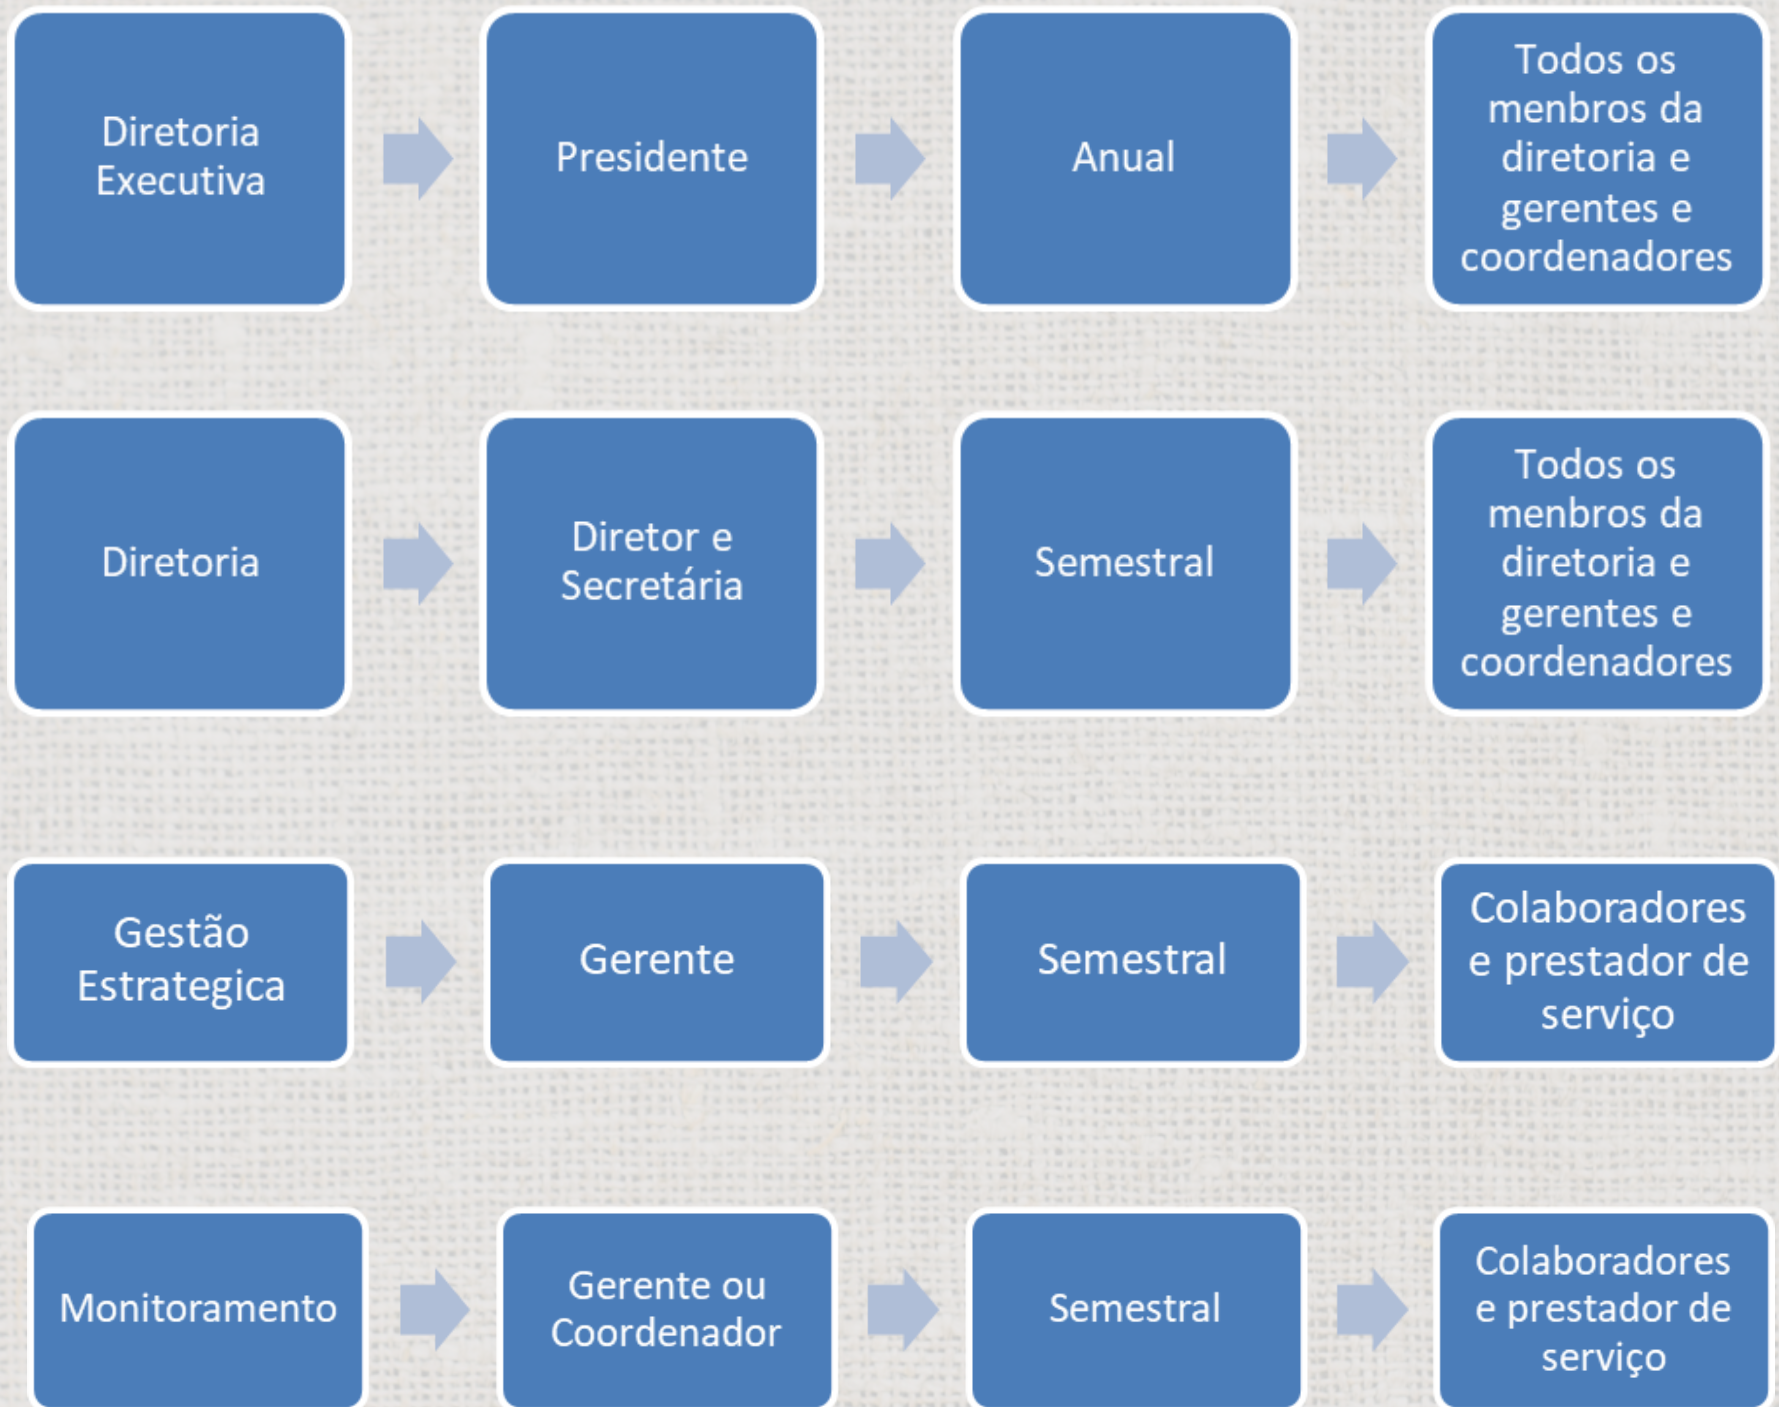 Diretoria
Executiva
Presidente
Anual
Todos os
menbros da
diretoria e
gerentes e
coordenadores
Diretoria
Diretor e
Secretária
Semestral
Todos os
menbros da
diretoria e
gerentes e
coordenadores
Gestão
Estrategica
Gerente
Semestral
Colaboradores
e prestador de
serviço
Monitoramento
Gerente ou
Coordenador
Semestral
Colaboradores
e prestador de
serviço